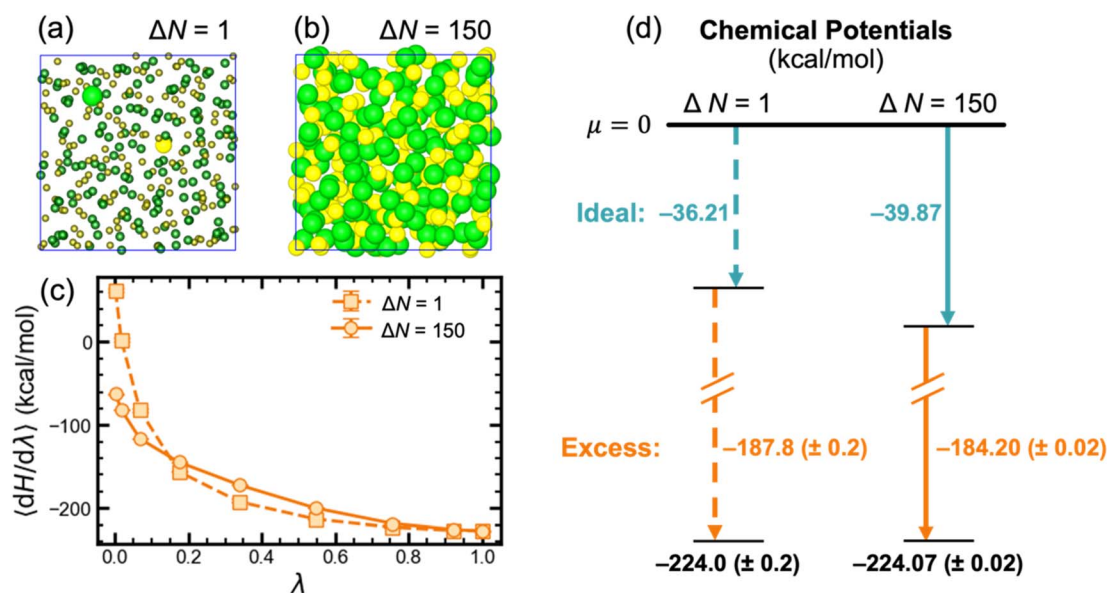 (a) ΔN = 1
(b) ΔN = 150
(c)
ΔN = 1
ΔN = 150
⟨dH/dλ⟩ (kcal/mol)
0
−100
−200
0.0 0.2 0.4 0.6 0.8 1.0
λ
(d) Chemical Potentials
(kcal/mol)
Δ N = 1 Δ N = 150
μ = 0
Ideal: –36.21 –39.87
Excess: –187.8 (± 0.2) –184.20 (± 0.02)
–224.0 (± 0.2) –224.07 (± 0.02)